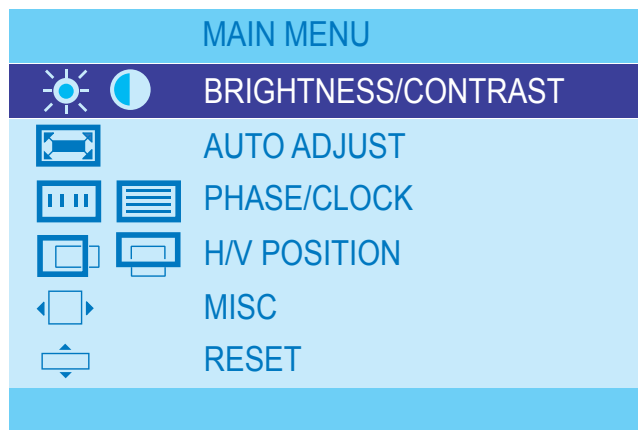 MAIN MENU
BRIGHTNESS/CONTRAST
AUTO ADJUST
PHASE/CLOCK
H/V POSITION
MISC
RESET